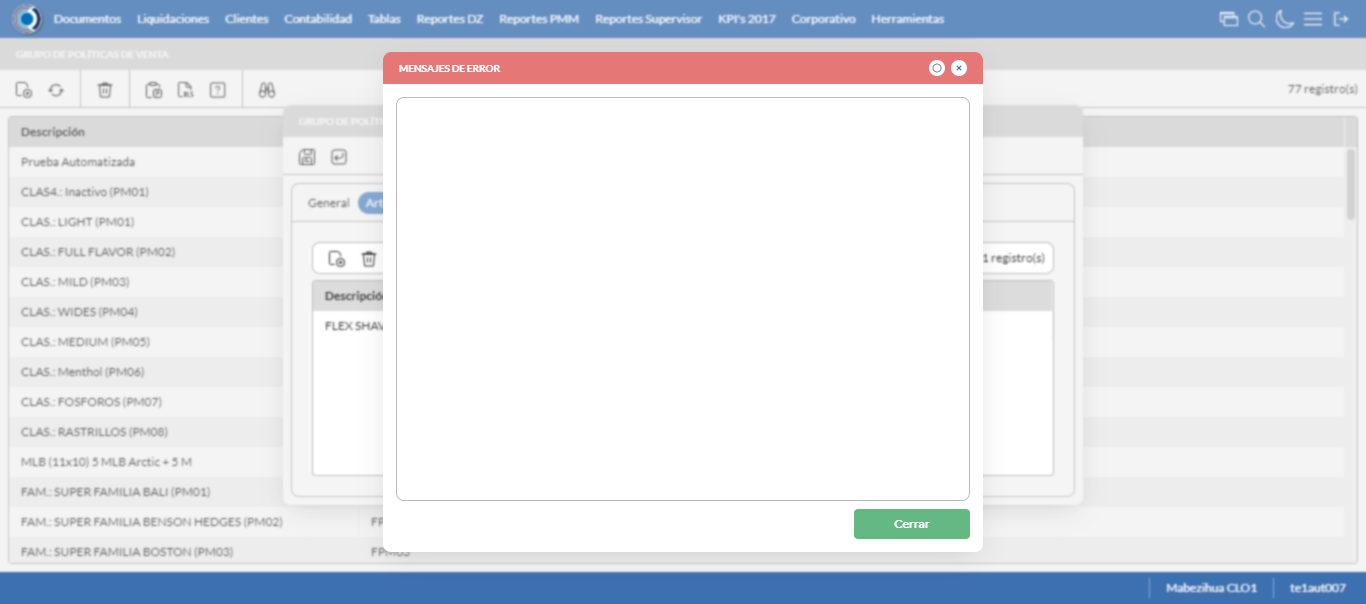 Documentos Liquidaciones Clientes Contabilidad Tablas Reportes DZ Reportes PMM Reportes Supervisor KPI's 2017 Corporativo Herramientas
GRUPO DE POLÍTICAS DE VENTA
MENSAJES DE ERROR
77 registro(s)
GRUPO DE POLÍTI
Descripción
Prueba Automatizada
CLAS4.: Inactivo (PM01)
General Art
CLAS.: LIGHT (PM01)
CLAS.: FULL FLAVOR (PM02)
1 registro(s)
CLAS.: MILD (PM03)
Descripció
CLAS.: WIDES (PM04)
FLEX SHAV
CLAS.: MEDIUM (PM05)
CLAS.: Menthol (PM06)
CLAS.: FOSFOROS (PM07)
CLAS.: RASTRILLOS (PM08)
MLB (11x10) 5 MLB Arctic + 5 M
FAM.: SUPER FAMILIA BALI (PM01)
FAM.: SUPER FAMILIA BENSON HEDGES (PM02) FP
Cerrar
FAM.: SUPER FAMILIA BOSTON (PM03) FPM03
Mabezihua CLO1 te1aut007